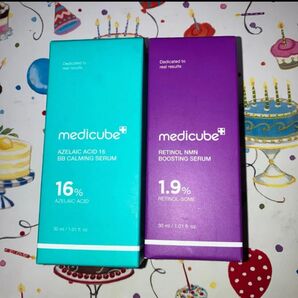 Dedicated to
real results
medicube
AZELAIC ACID 16
BB CALMING SERUM
16%
AZELAIC ACID
30 ml / 1.01 fl. oz
Dedicated to
real results
medicube
RETINOL NMN
BOOSTING SERUM
1.9%
RETINOL-SOME
30 ml / 1.01 fl. oz